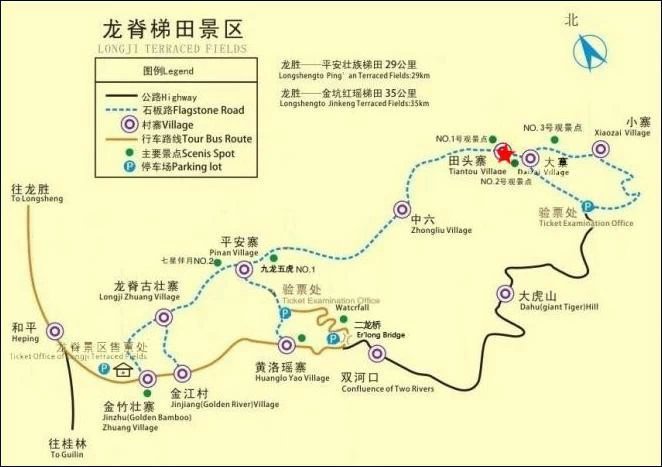 龙脊梯田景区
LONGJI TERRACED FIELDS
图例Legend
公路Highway
石板路Flagstone Road
村寨Village
行车路线Tour Bus Route
主要景点Scenis Spot
P 停车场Parking lot
龙胜——平安壮族梯田 29公里
Longshengto Ping'an Terraced Fields:29km
龙胜——金坑红瑶梯田 35公里
Longshengto Jinkeng Terraced Fields:35km
北
NO.1号观景点
NO.3号观景点
小寨
Xiaozai Village
田头寨
Tiantou Village
大寨
Dazai Village
NO.2号观景点
P
验票处
Ticket Examination Office
往龙胜
To Longsheng
中六
Zhongliu Village
平安寨
Pinan Village
七星伴月NO.2
九龙五虎NO.1
龙脊古壮寨
Longji Zhuang Village
验票处
Ticket Examination Office
大虎山
Dahu(giant Tiger)Hill
P
Watcrfall
二龙桥
Er'long Bridge
P
和平
Heping
龙脊景区售票处
Ticket Office of Longji Terraced Fields
P
黄洛瑶寨
Huanglo Yao Village
双河口
Confluence of Two Rivers
金江村
Jinjiang(Golden River)Village
金竹壮寨
Jinzhu(Golden Bamboo)
Zhuang Village
往桂林
To Guilin